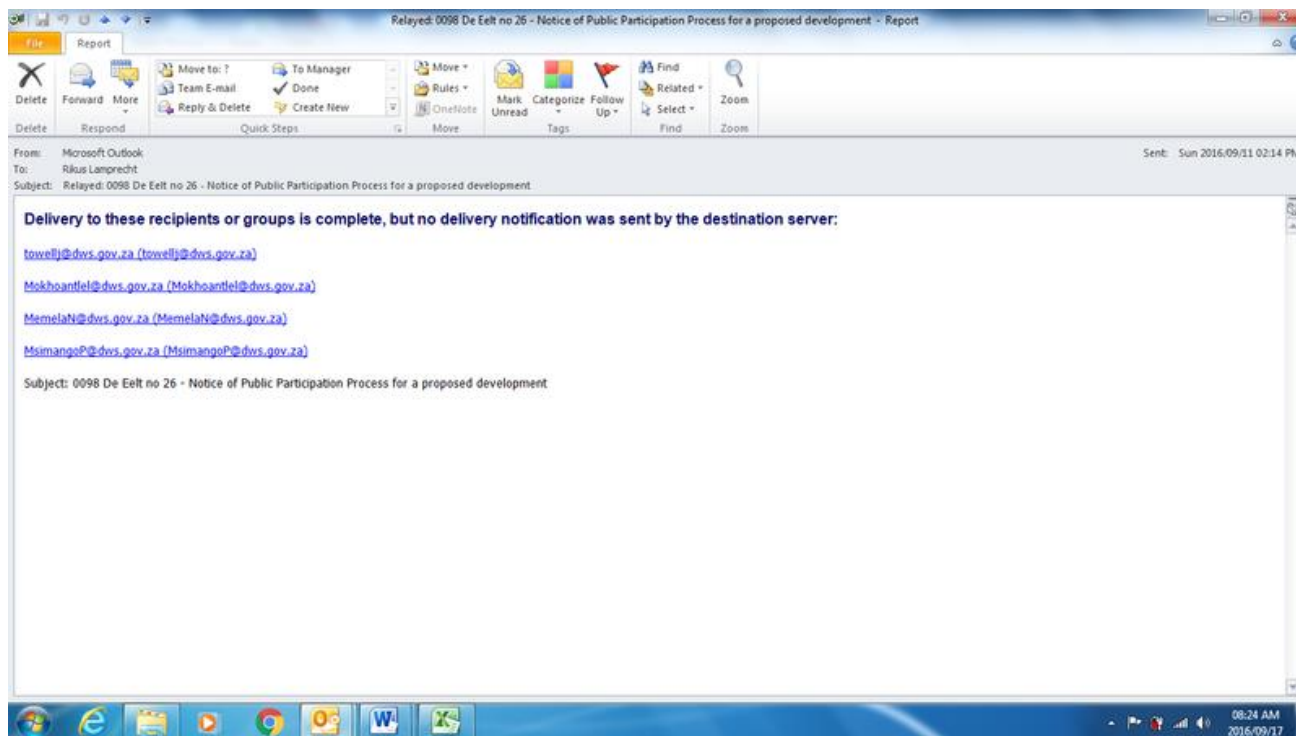 Relayed: 0098 De Eelt no 26 - Notice of Public Participation Process for a proposed development - Report
File Report
Move to: ? To Manager Move Find
Team E-mail Done Rules Related
Reply & Delete Create New OneNote Select
Delete Forward More Mark Unread Categorize Follow Up Zoom
Delete Respond Quick Steps Move Tags Find Zoom
From: Microsoft Outlook Sent: Sun 2016/09/11 02:14 PM
To: Rikus Lamprecht
Subject: Relayed: 0098 De Eelt no 26 - Notice of Public Participation Process for a proposed development
Delivery to these recipients or groups is complete, but no delivery notification was sent by the destination server:
towellj@dws.gov.za (towellj@dws.gov.za)
Mokhoantlel@dws.gov.za (Mokhoantlel@dws.gov.za)
MemelaN@dws.gov.za (MemelaN@dws.gov.za)
MsimangoP@dws.gov.za (MsimangoP@dws.gov.za)
Subject: 0098 De Eelt no 26 - Notice of Public Participation Process for a proposed development
08:24 AM
2016/09/17